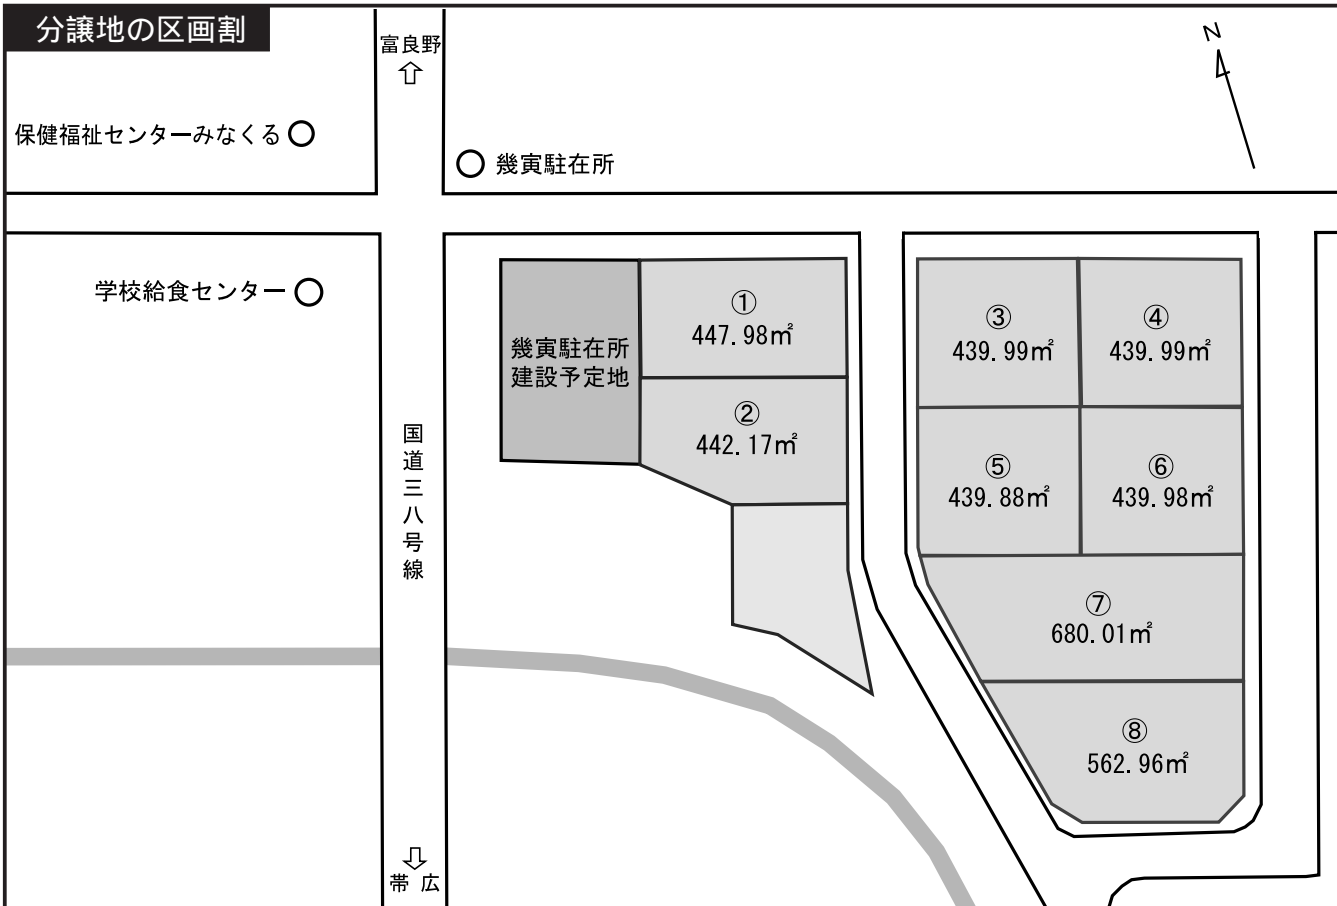 分譲地の区画割
富良野
N
保健福祉センターみなくる
幾寅駐在所
学校給食センター
幾寅駐在所
建設予定地
①
447.98㎡
②
442.17㎡
③
439.99㎡
④
439.99㎡
⑤
439.88㎡
⑥
439.98㎡
⑦
680.01㎡
⑧
562.96㎡
国道三八号線
帯広